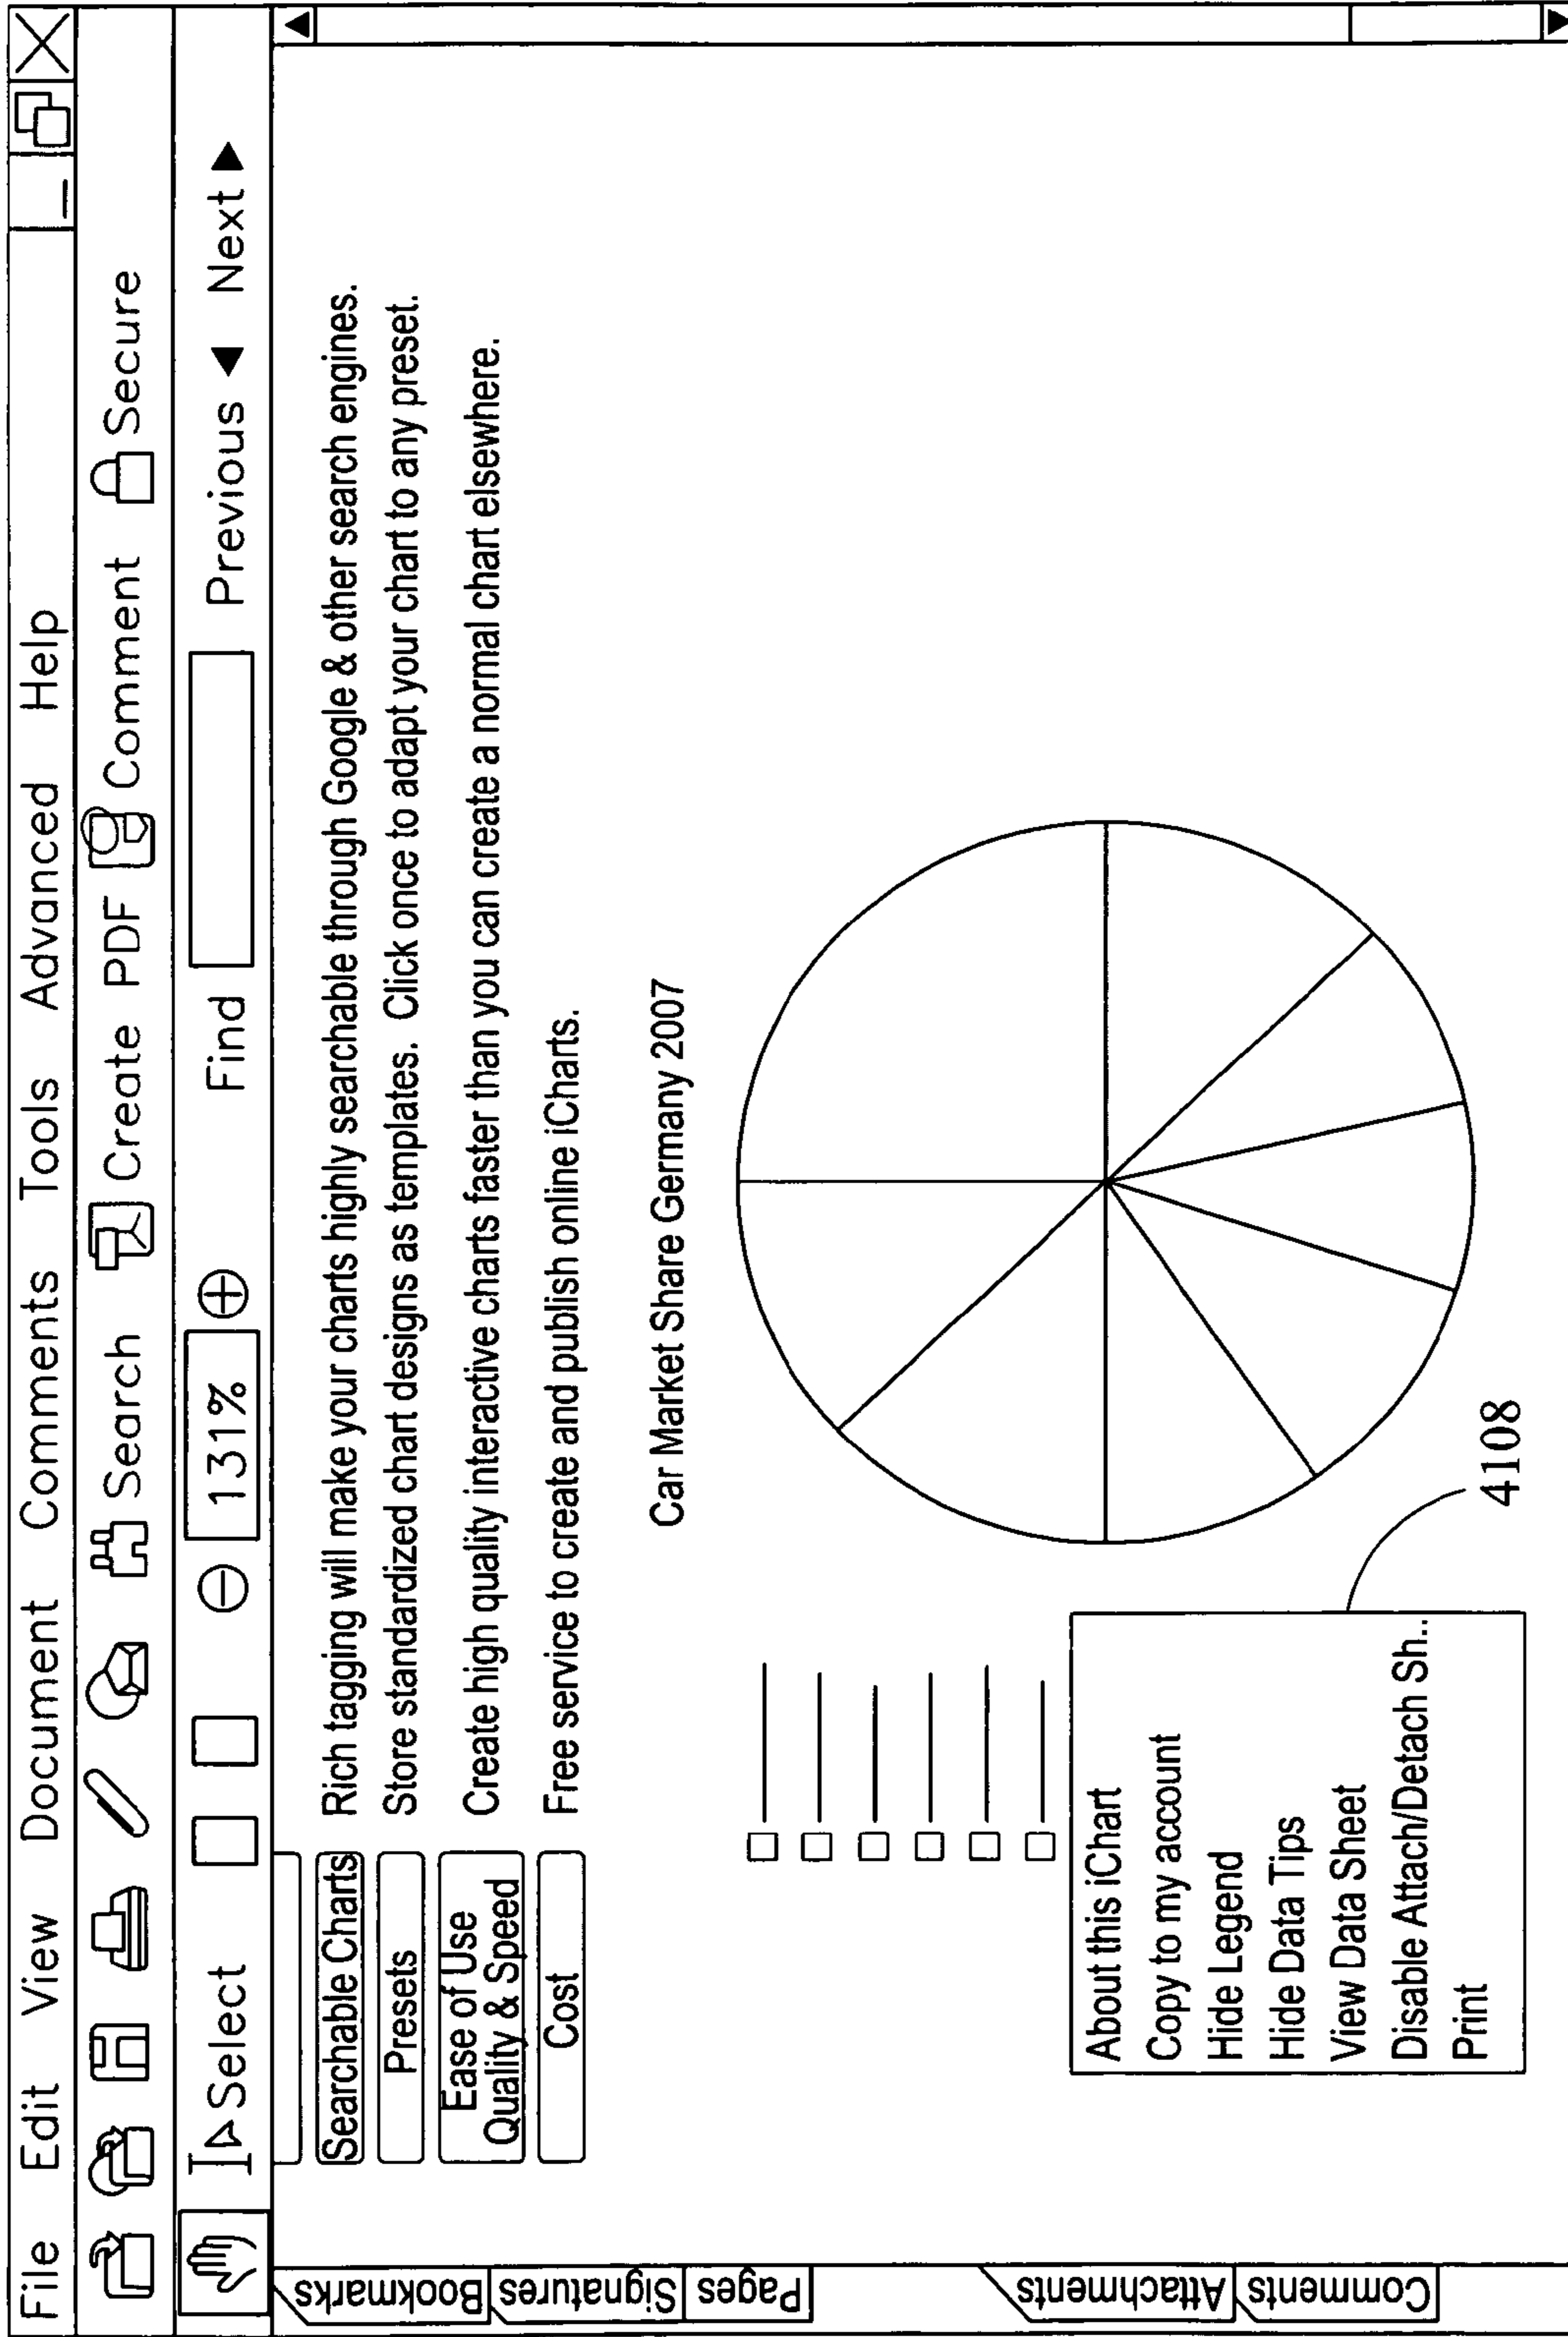 File Edit View Document Comments Tools Advanced Help
Search Create PDF Comment Secure
Select 131% Find Previous Next
Searchable Charts Rich tagging will make your charts highly searchable through Google & other search engines.
Presets Store standardized chart designs as templates. Click once to adapt your chart to any preset.
Ease of Use
Quality & Speed Create high quality interactive charts faster than you can create a normal chart elsewhere.
Cost Free service to create and publish online iCharts.
Bookmarks
Signatures
Pages
Attachments
Comments
Car Market Share Germany 2007
About this iChart
Copy to my account
Hide Legend
Hide Data Tips
View Data Sheet
Disable Attach/Detach Sh..
Print
4108